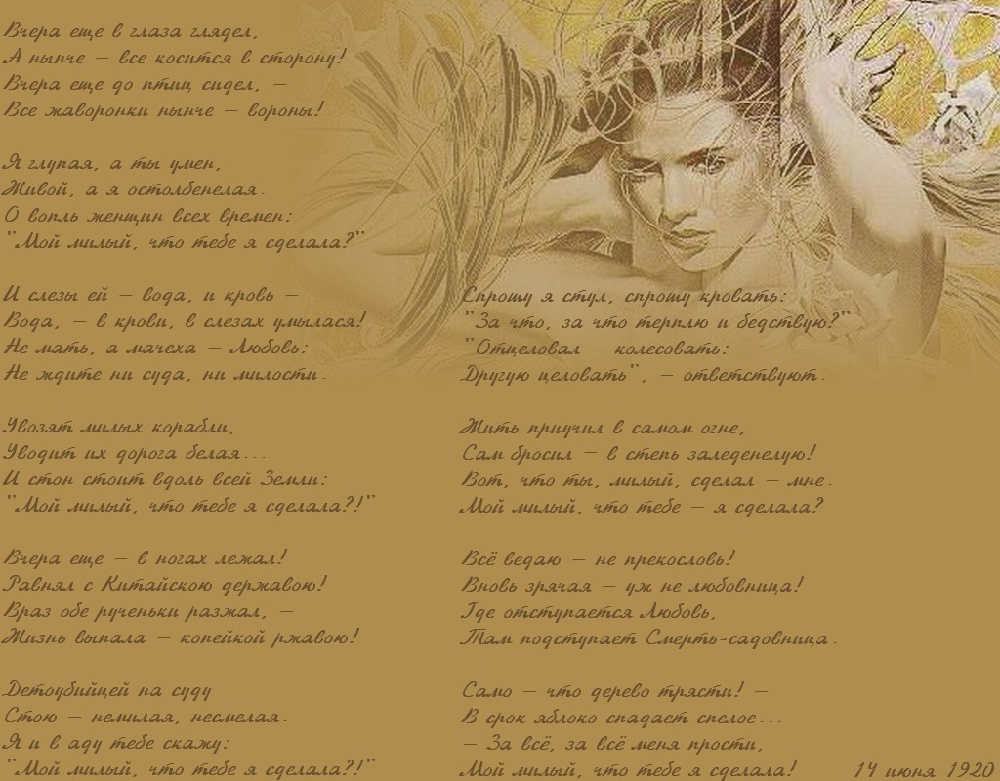 Вчера еще в глаза глядел,
А нынче — все косится в сторону!
Вчера еще до птиц сидел, —
Все жаворонки нынче — вороны!

Я глупая, а ты умен,
Живой, а я остолбенелая.
О вопль женщин всех времен:
"Мой милый, что тебе я сделала?"

И слезы ей — вода, и кровь —
Вода, — в крови, в слезах умылася!
Не мать, а мачеха — Любовь:
Не ждите ни суда, ни милости.

Увозят милых корабли,
Уводит их дорога белая...
И стон стоит вдоль всей Земли:
"Мой милый, что тебе я сделала?!"

Вчера еще — в ногах лежал!
Равнял с Китайскою державою!
Враз обе рученьки разжал, —
Жизнь выпала — копейкой ржавою!

Детоубийцей на суду
Стою — немилая, несмелая.
Я и в аду тебе скажу:
"Мой милый, что тебе я сделала?!"

Спрошу я стул, спрошу кровать:
"За что, за что терплю и бедствую?"
"Отцеловал — колесовать:
Другую целовать", — ответствуют.

Жить приучил в самом огне,
Сам бросил — в степь заледенелую!
Вот, что ты, милый, сделал — мне.
Мой милый, что тебе — я сделала?

Всё ведаю — не прекословь!
Вновь зрячая — уж не любовница!
Где отступается Любовь,
Там подступает Смерть-садовница.

Само — что дерево трясти! —
В срок яблоко спадает спелое...
— За всё, за всё меня прости,
Мой милый, что тебе я сделала!
14 июня 1920